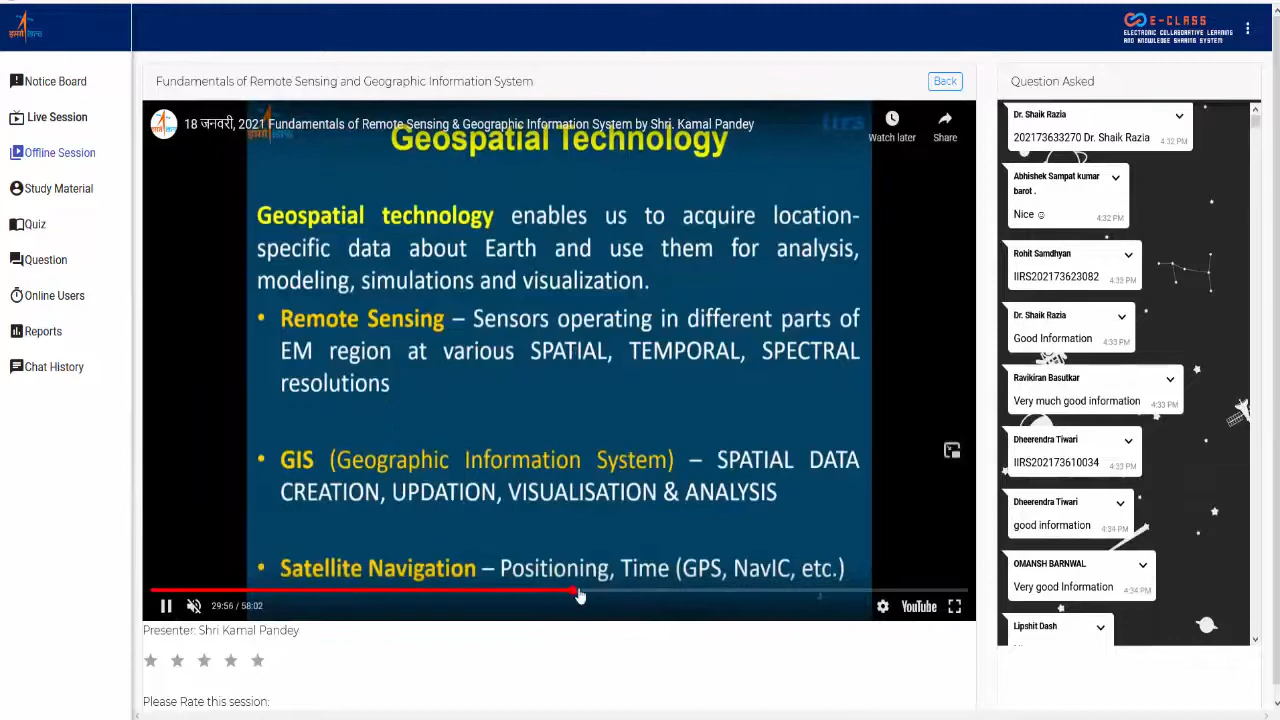 इसरो isro
E-CLASS
ELECTRONIC COLLABORATIVE LEARNING
AND KNOWLEDGE SHARING SYSTEM
Notice Board
Live Session
Offline Session
Study Material
Quiz
Question
Online Users
Reports
Chat History
Fundamentals of Remote Sensing and Geographic Information System
Back
18 जनवरी, 2021 Fundamentals of Remote Sensing & Geographic Information System by Shri. Kamal Pandey
Watch later
Share
iirs
Geospatial Technology
Geospatial technology enables us to acquire location-
specific data about Earth and use them for analysis,
modeling, simulations and visualization.
• Remote Sensing – Sensors operating in different parts of
EM region at various SPATIAL, TEMPORAL, SPECTRAL
resolutions
• GIS (Geographic Information System) – SPATIAL DATA
CREATION, UPDATION, VISUALISATION & ANALYSIS
• Satellite Navigation – Positioning, Time (GPS, NavIC, etc.)
29:56 / 58:02
YouTube
Presenter: Shri Kamal Pandey
Please Rate this session:
Question Asked
Dr. Shaik Razia
202173633270 Dr. Shaik Razia 4:32 PM
Abhishek Sampat kumar
barot .
Nice ☺ 4:32 PM
Rohit Samdhyan
IIRS202173623082 4:32 PM
Dr. Shaik Razia
Good Information 4:33 PM
Ravikiran Basutkar
Very much good information 4:33 PM
Dheerendra Tiwari
IIRS202173610034 4:33 PM
Dheerendra Tiwari
good information 4:34 PM
OMANSH BARNWAL
Very good Information 4:34 PM
Lipshit Dash